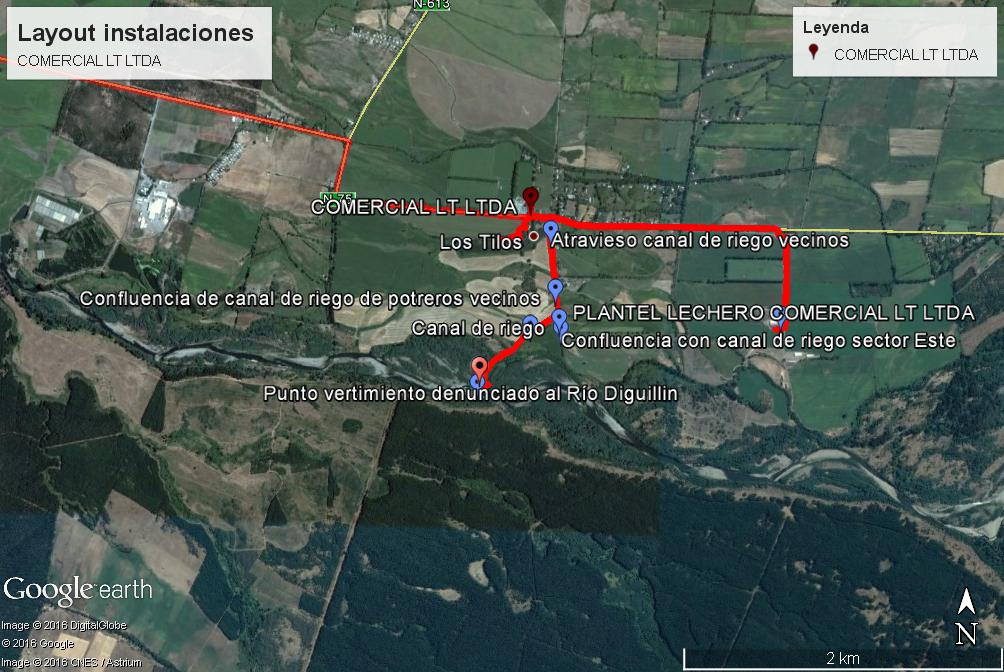 N-613
Layout instalaciones
COMERCIAL LT LTDA
Leyenda
COMERCIAL LT LTDA
N-75
COMERCIAL LT LTDA
Los Tilos
Atravieso canal de riego vecinos
Confluencia de canal de riego de potreros vecinos
PLANTEL LECHERO COMERCIAL LT LTDA
Canal de riego
Confluencia con canal de riego sector Este
Punto vertimiento denunciado al Río Diguillin
Google earth
Image © 2016 DigitalGlobe
© 2016 Google
Image © 2016 CNES / Astrium
N
2 km